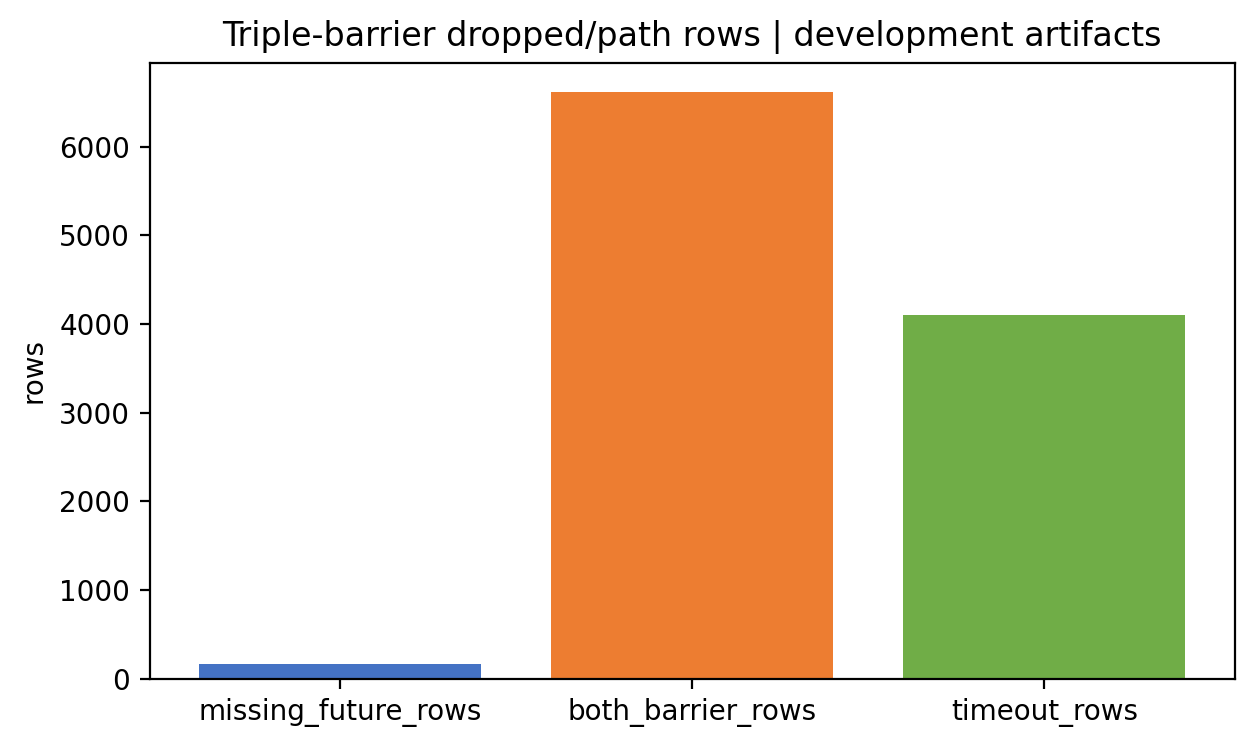 Triple-barrier dropped/path rows | development artifacts
rows
6000
5000
4000
3000
2000
1000
0
missing_future_rows
both_barrier_rows
timeout_rows